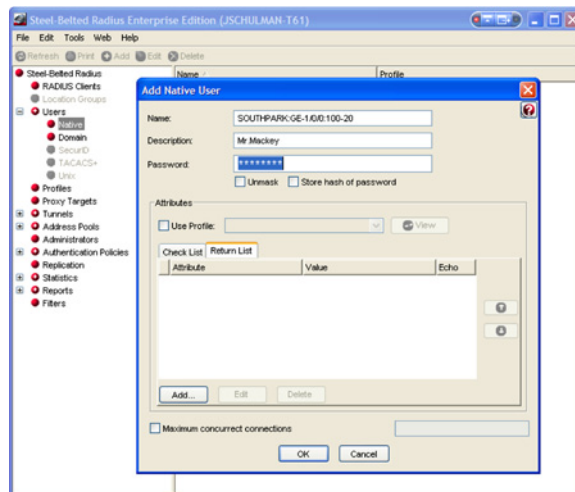 Steel-Belted Radius Enterprise Edition (JSCHULMAN-T61)
File Edit Tools Web Help
Refresh Print Add Edit Delete
Steel-Belted Radius
RADIUS Clients
Location Groups
Users
Native
Domain
SecurID
TACACS+
Unix
Profiles
Proxy Targets
Tunnels
Address Pools
Administrators
Authentication Policies
Replication
Statistics
Reports
Filters
Name Profile
Add Native User
Name: SOUTHPARK:GE-1/0/0:100-20
Description: Mr.Mackey
Password: ********
Unmask Store hash of password
Attributes
Use Profile: View
Check List Return List
Attribute Value Echo
Add... Edit Delete
Maximum concurrect connections
OK Cancel